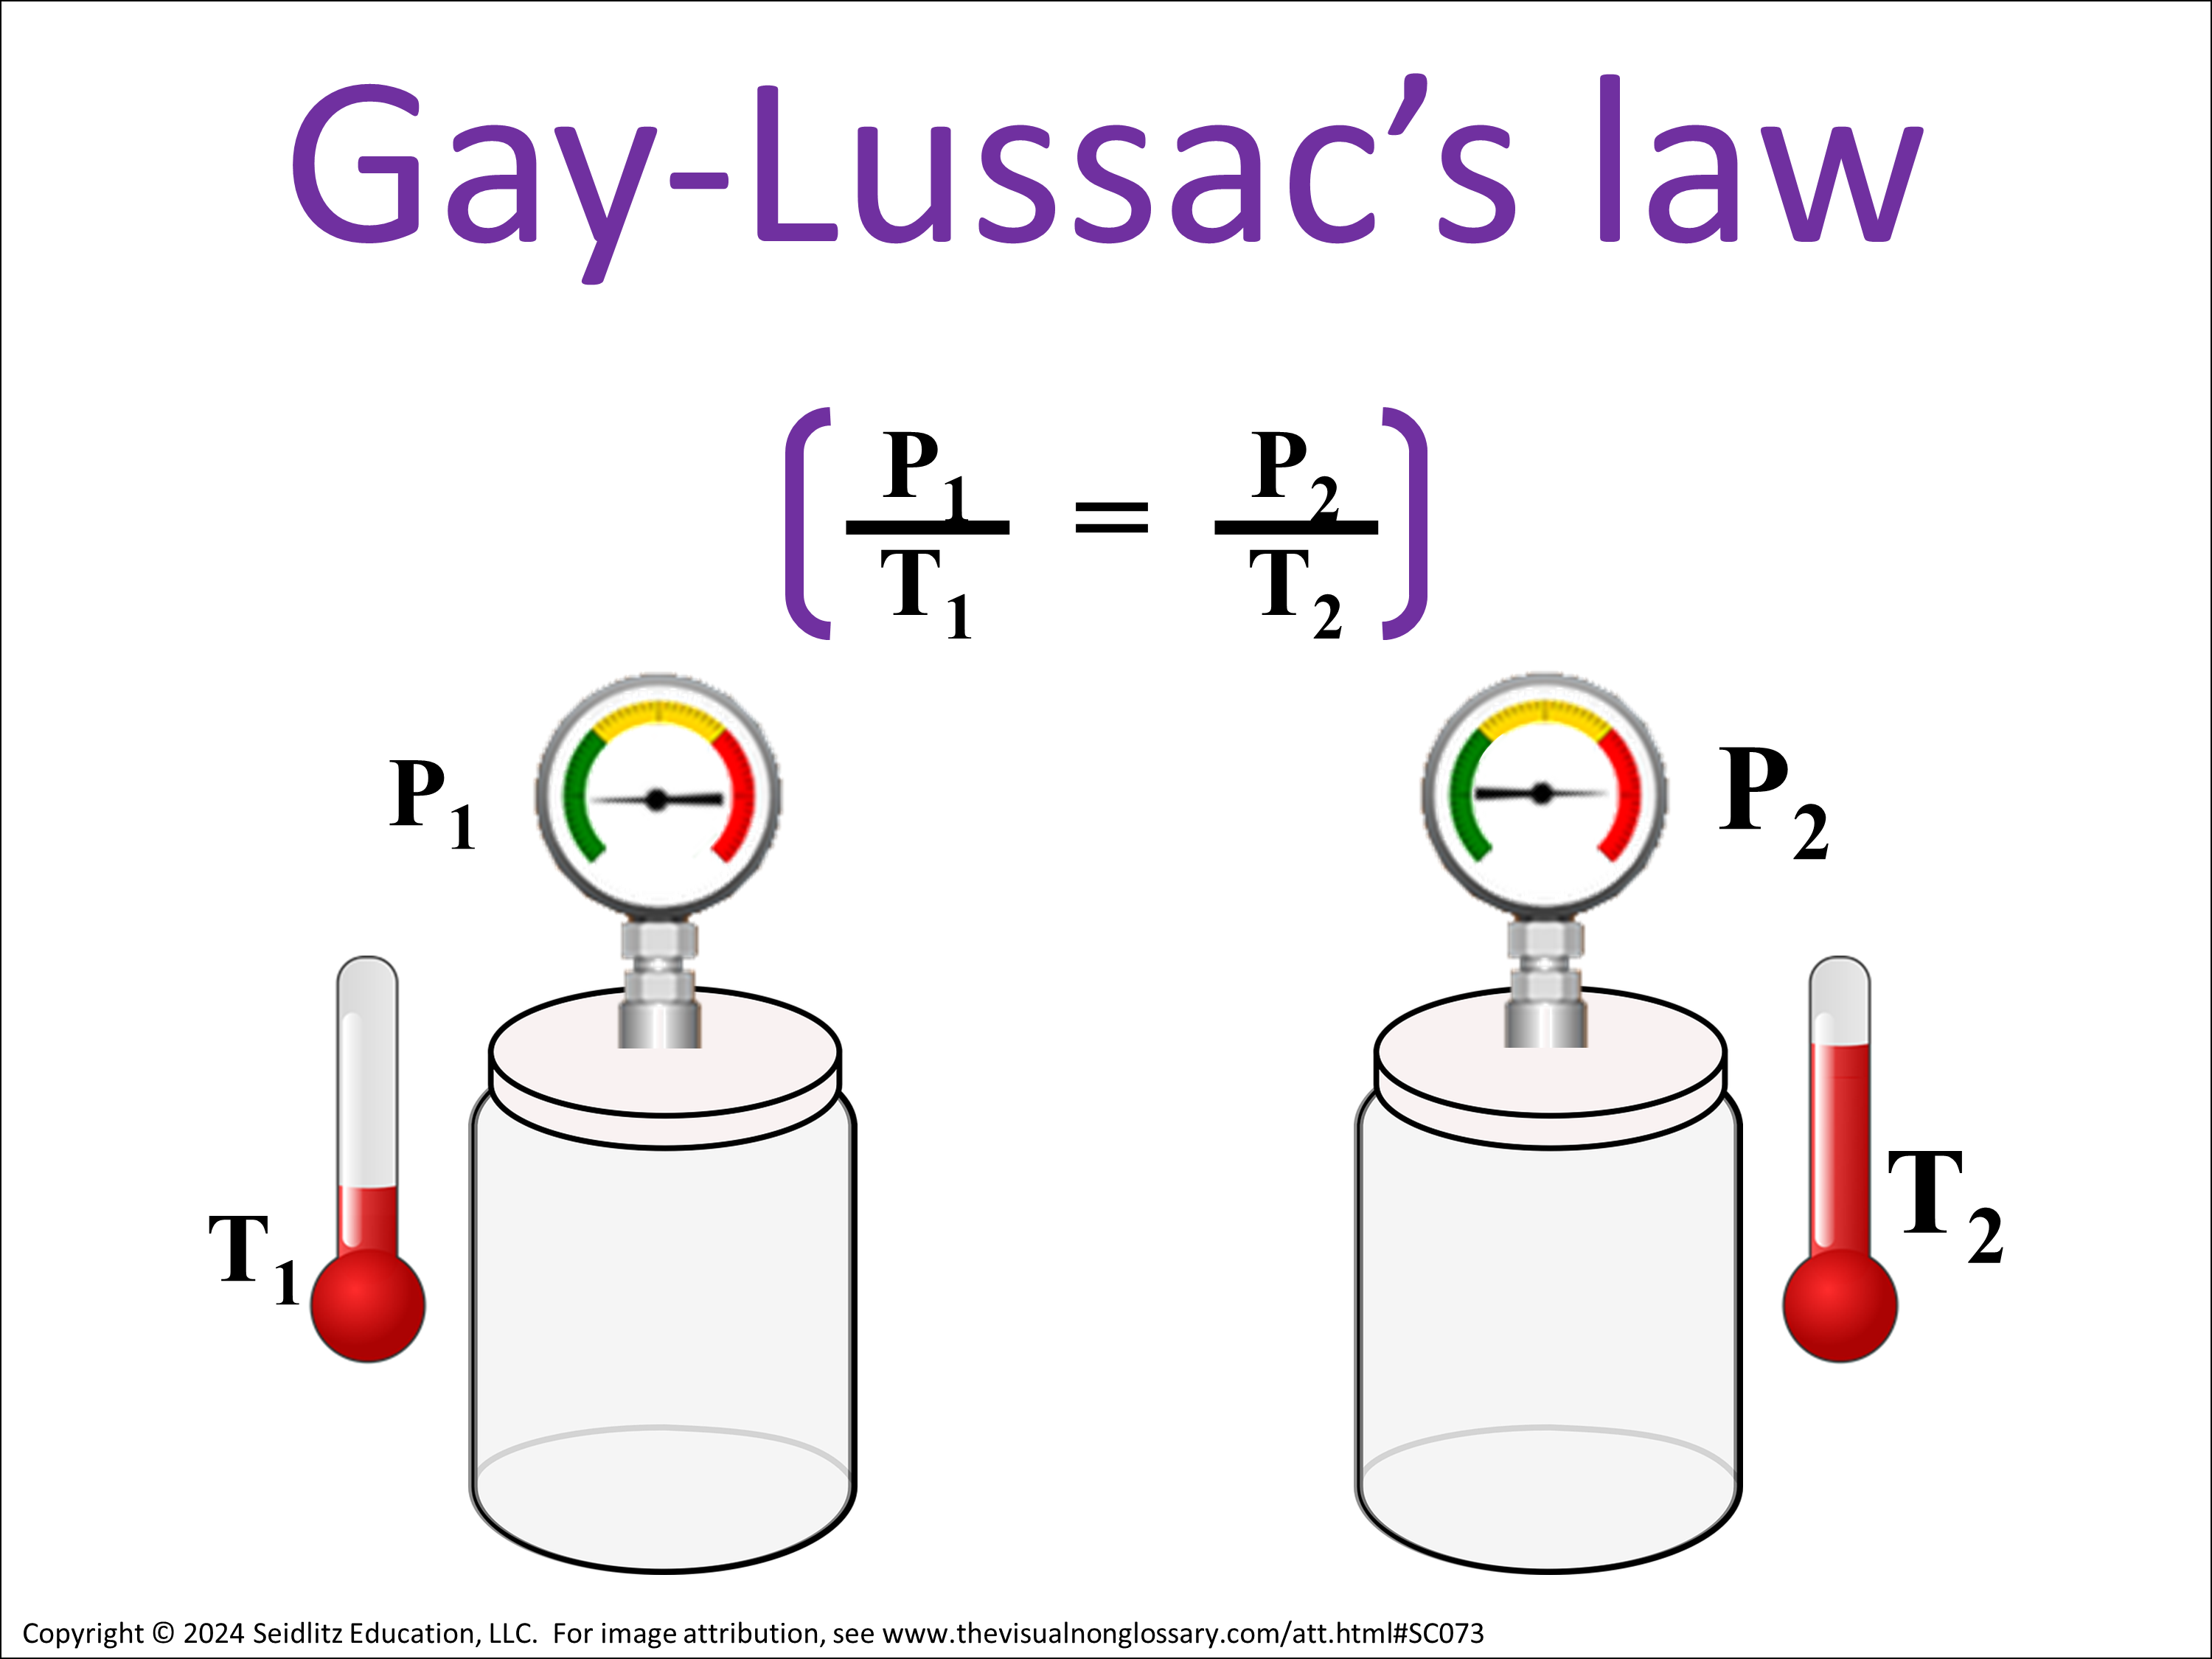 Gay-Lussac’s law
P1 = P2
T1 T2
P1
P2
T1
T2
Copyright © 2024 Seidlitz Education, LLC. For image attribution, see www.thevisualnonglossary.com/att.html#SC073